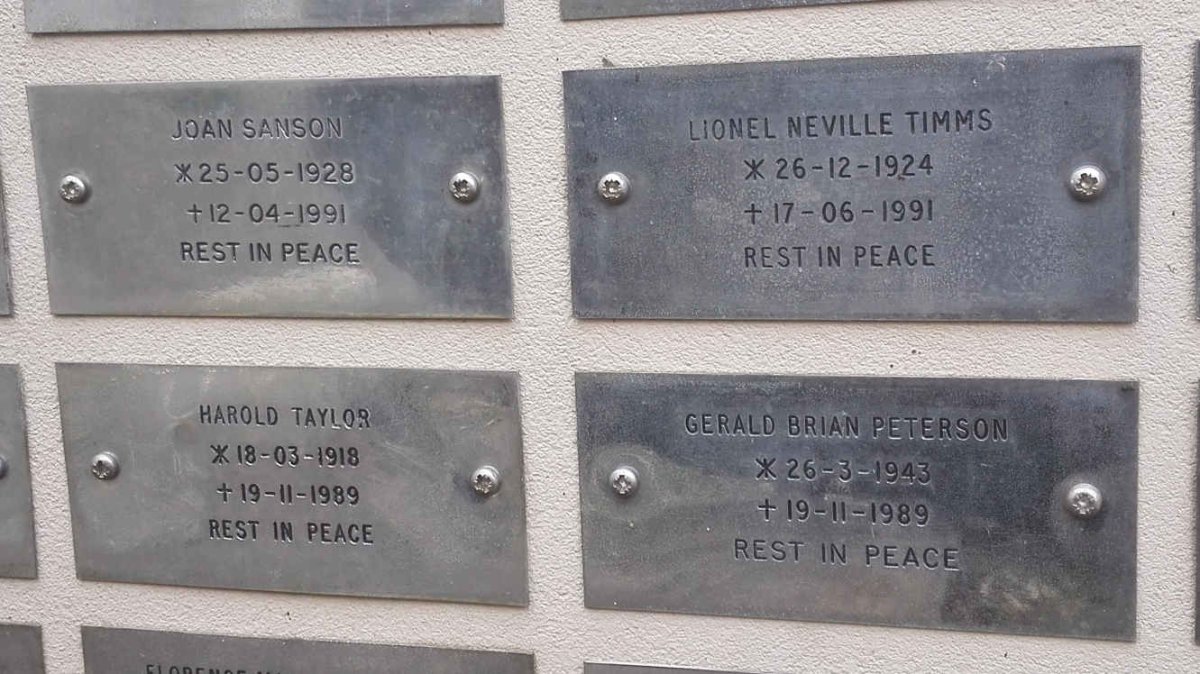 JOAN SANSON
Ж 25-05-1928
†12-04-1991
REST IN PEACE
LIONEL NEVILLE TIMMS
Ж 26-12-1924
† 17-06-1991
REST IN PEACE
HAROLD TAYLOR
Ж 18-03-1918
† 19-11-1989
REST IN PEACE
GERALD BRIAN PETERSON
Ж 26-3-1943
† 19-11-1989
REST IN PEACE
FLORENCE